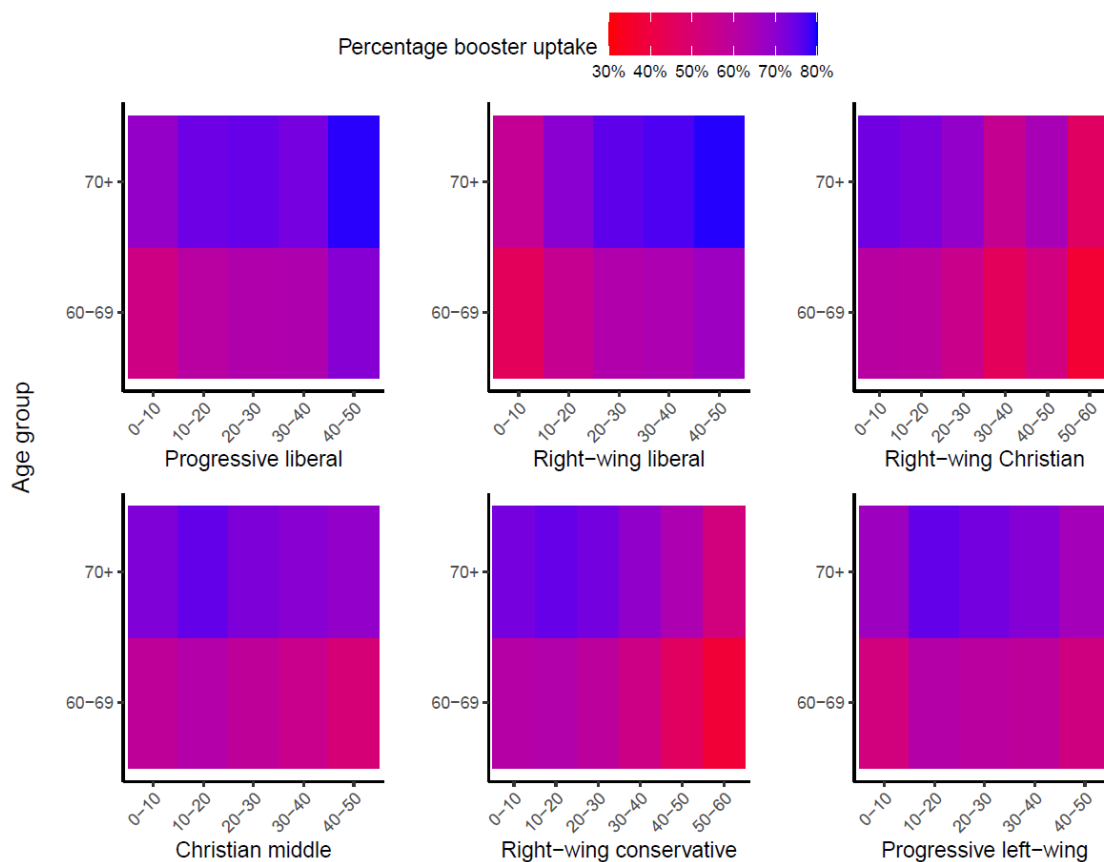 Percentage booster uptake
30% 40% 50% 60% 70% 80%
Age group
70+
60−69
0−10 10−20 20−30 30−40 40−50
Progressive liberal
70+
60−69
0−10 10−20 20−30 30−40 40−50
Right−wing liberal
70+
60−69
0−10 10−20 20−30 30−40 40−50 50−60
Right−wing Christian
70+
60−69
0−10 10−20 20−30 30−40 40−50
Christian middle
70+
60−69
0−10 10−20 20−30 30−40 40−50 50−60
Right−wing conservative
70+
60−69
0−10 10−20 20−30 30−40 40−50
Progressive left−wing